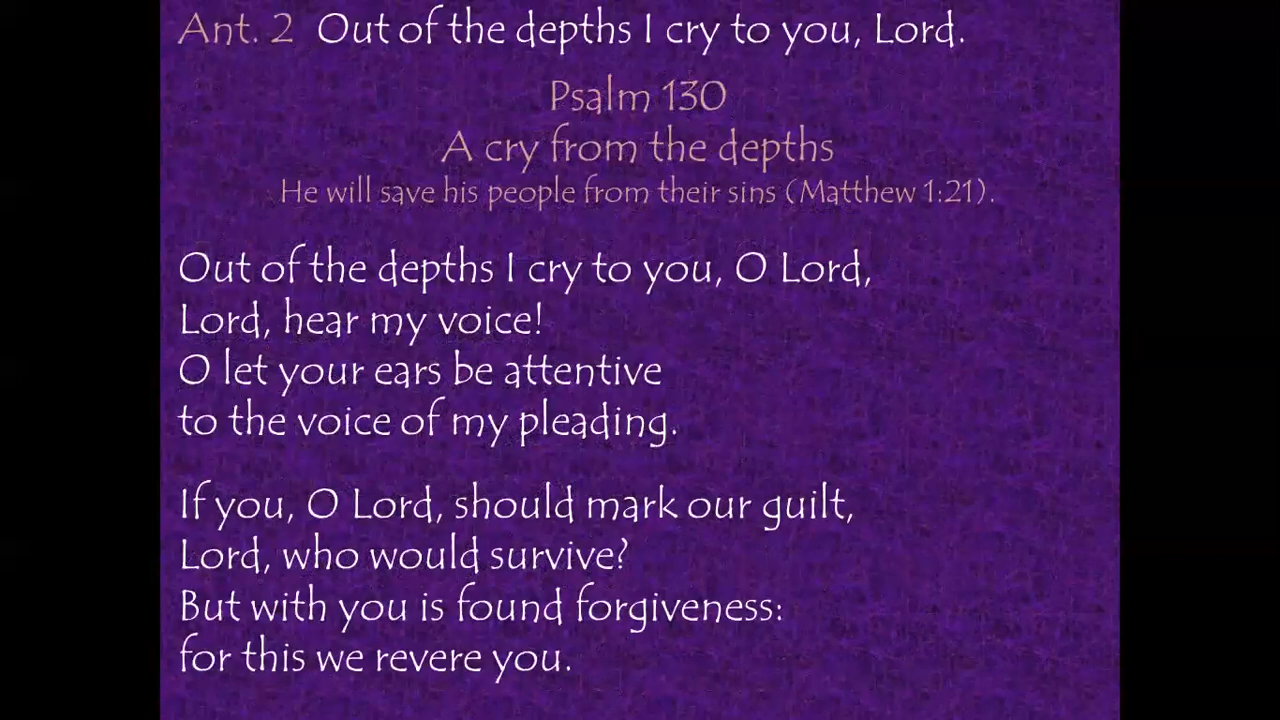 Ant. 2 Out of the depths I cry to you, Lord.
Psalm 130
A cry from the depths
He will save his people from their sins (Matthew 1:21).
Out of the depths I cry to you, O Lord,
Lord, hear my voice!
O let your ears be attentive
to the voice of my pleading.
If you, O Lord, should mark our guilt,
Lord, who would survive?
But with you is found forgiveness:
for this we revere you.